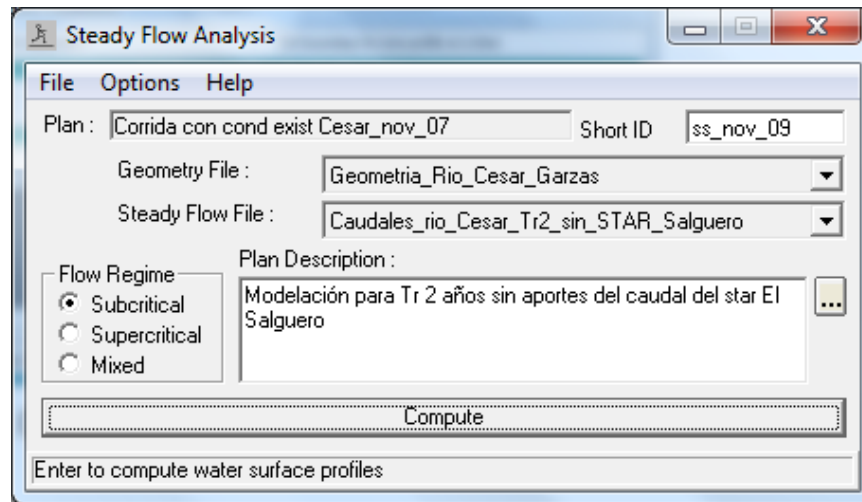 Steady Flow Analysis
File Options Help
Plan : Corrida con cond exist Cesar_nov_07 Short ID ss_nov_09
Geometry File : Geometria_Rio_Cesar_Garzas
Steady Flow File : Caudales_rio_Cesar_Tr2_sin_STAR_Salguero
Flow Regime
Subcritical
Supercritical
Mixed
Plan Description :
Modelación para Tr 2 años sin aportes del caudal del star El
Salguero
...
Compute
Enter to compute water surface profiles